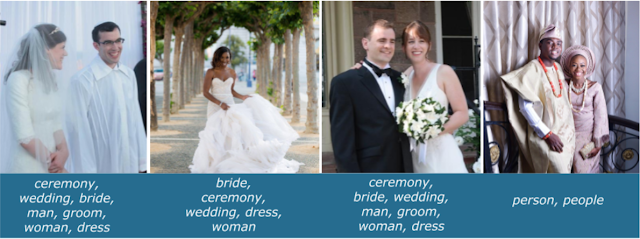 ceremony,
wedding, bride,
man, groom,
woman, dress
bride,
ceremony,
wedding, dress,
woman
ceremony,
bride, wedding,
man, groom,
woman, dress
person, people